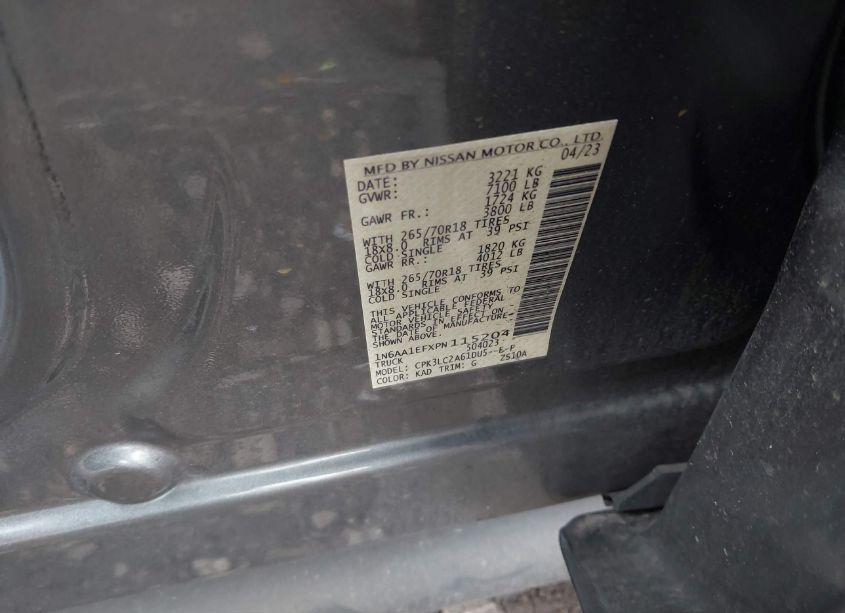 MFD BY NISSAN MOTOR CO., LTD.
DATE: 04/23
GVWR: 3221 KG
7100 LB
GAWR FR.: 1724 KG
3800 LB
WITH 265/70R18 TIRES
18X8.0 RIMS AT 39 PSI
COLD SINGLE
GAWR RR.: 1820 KG
4012 LB
WITH 265/70R18 TIRES
18X8.0 RIMS AT 39 PSI
COLD SINGLE
THIS VEHICLE CONFORMS TO
ALL APPLICABLE FEDERAL
MOTOR VEHICLE SAFETY
STANDARDS IN EFFECT ON
THE DATE OF MANUFACTURE
SHOWN ABOVE.
1N6AA1EFXPN115204
TRUCK 504023
MODEL: CPK3LC2A61DU5--E-P
COLOR: KAD TRIM: G 2S10A